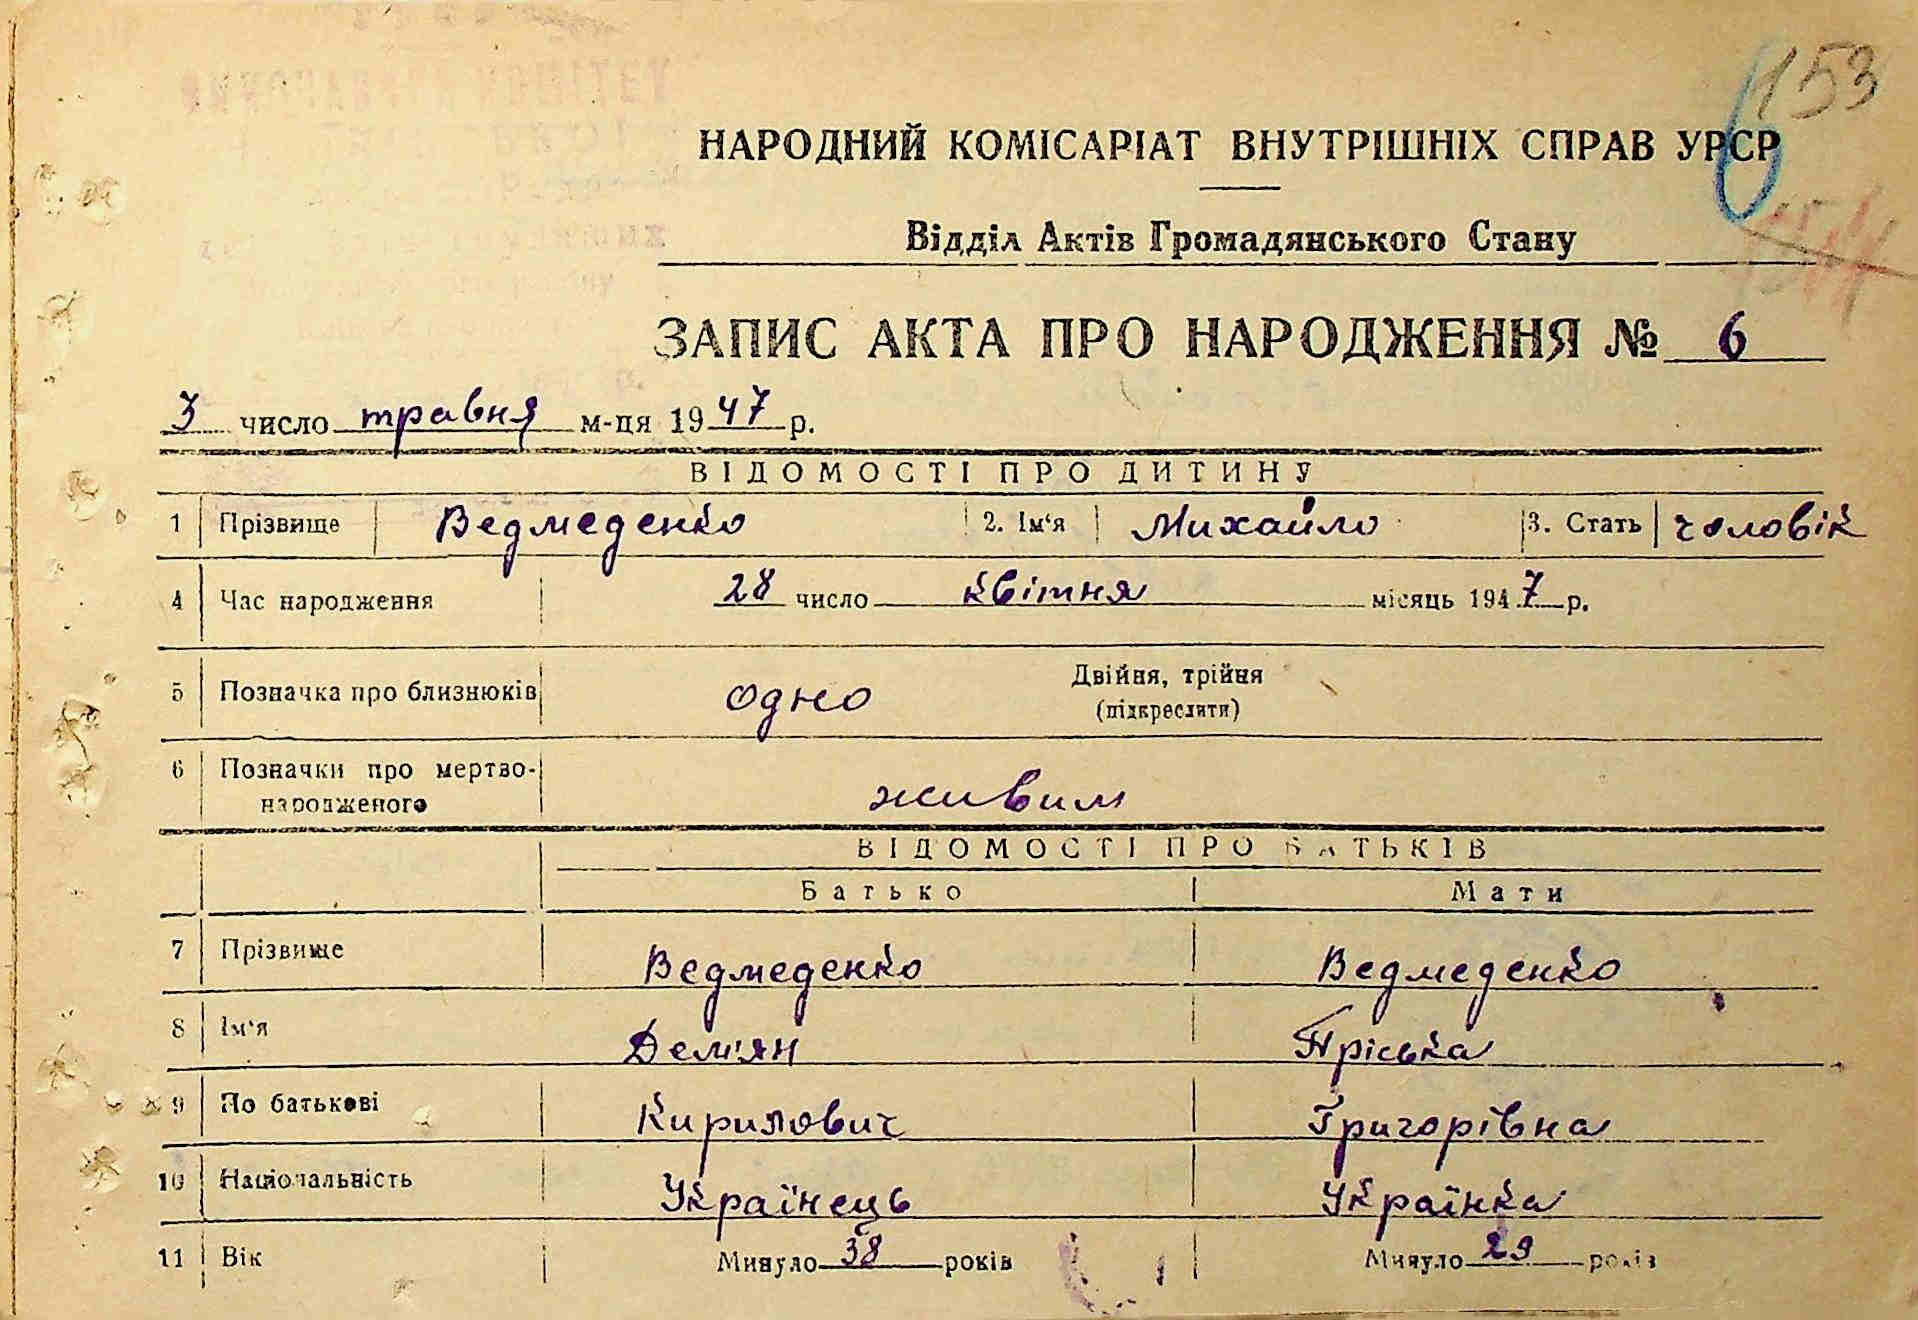 153
НАРОДНИЙ КОМІСАРІАТ ВНУТРІШНІХ СПРАВ УРСР
Відділ Актів Громадянського Стану
ЗАПИС АКТА ПРО НАРОДЖЕННЯ № 6
3 число травня м-ця 1947 р.
ВІДОМОСТІ ПРО ДИТИНУ
1 Прізвище Ведмеденко 2. Ім‘я Михайло 3. Стать чоловік
4 Час народження 28 число квітня місяць 1947 р.
5 Позначка про близнюків одно Двійня, трійня
(підкреслити)
6 Позначки про мертво-
народженого живим
ВІДОМОСТІ ПРО БАТЬКІВ
Батько Мати
7 Прізвище Ведмеденко Ведмеденко
8 Ім‘я Дем'ян Пріська
9 По батькові Кирилович Григорівна
10 Національність Українець Українка
11 Вік Минуло 38 років Минуло 29 років